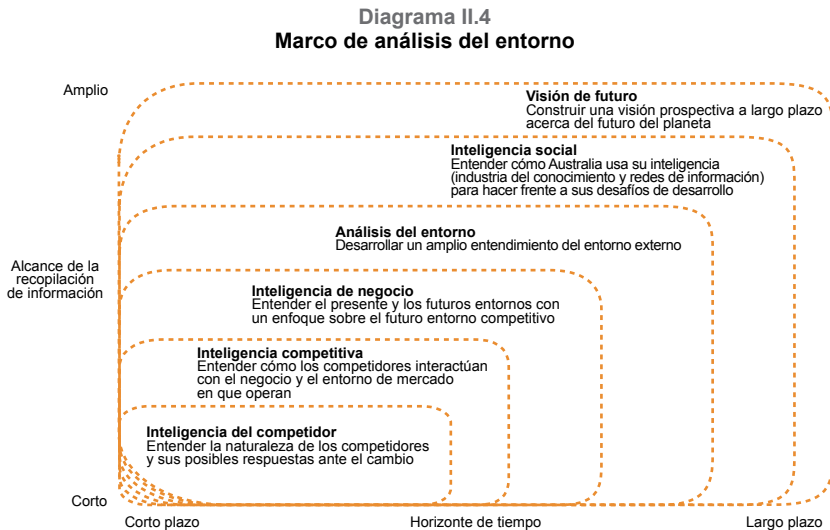 Diagrama II.4
Marco de análisis del entorno
Amplio
Visión de futuro
Construir una visión prospectiva a largo plazo
acerca del futuro del planeta
Inteligencia social
Entender cómo Australia usa su inteligencia
(industria del conocimiento y redes de información)
para hacer frente a sus desafíos de desarrollo
Análisis del entorno
Desarrollar un amplio entendimiento del entorno externo
Alcance de la
recopilación
de información
Inteligencia de negocio
Entender el presente y los futuros entornos con
un enfoque sobre el futuro entorno competitivo
Inteligencia competitiva
Entender cómo los competidores interactúan
con el negocio y el entorno de mercado
en que operan
Inteligencia del competidor
Entender la naturaleza de los competidores
y sus posibles respuestas ante el cambio
Corto
Corto plazo
Horizonte de tiempo
Largo plazo